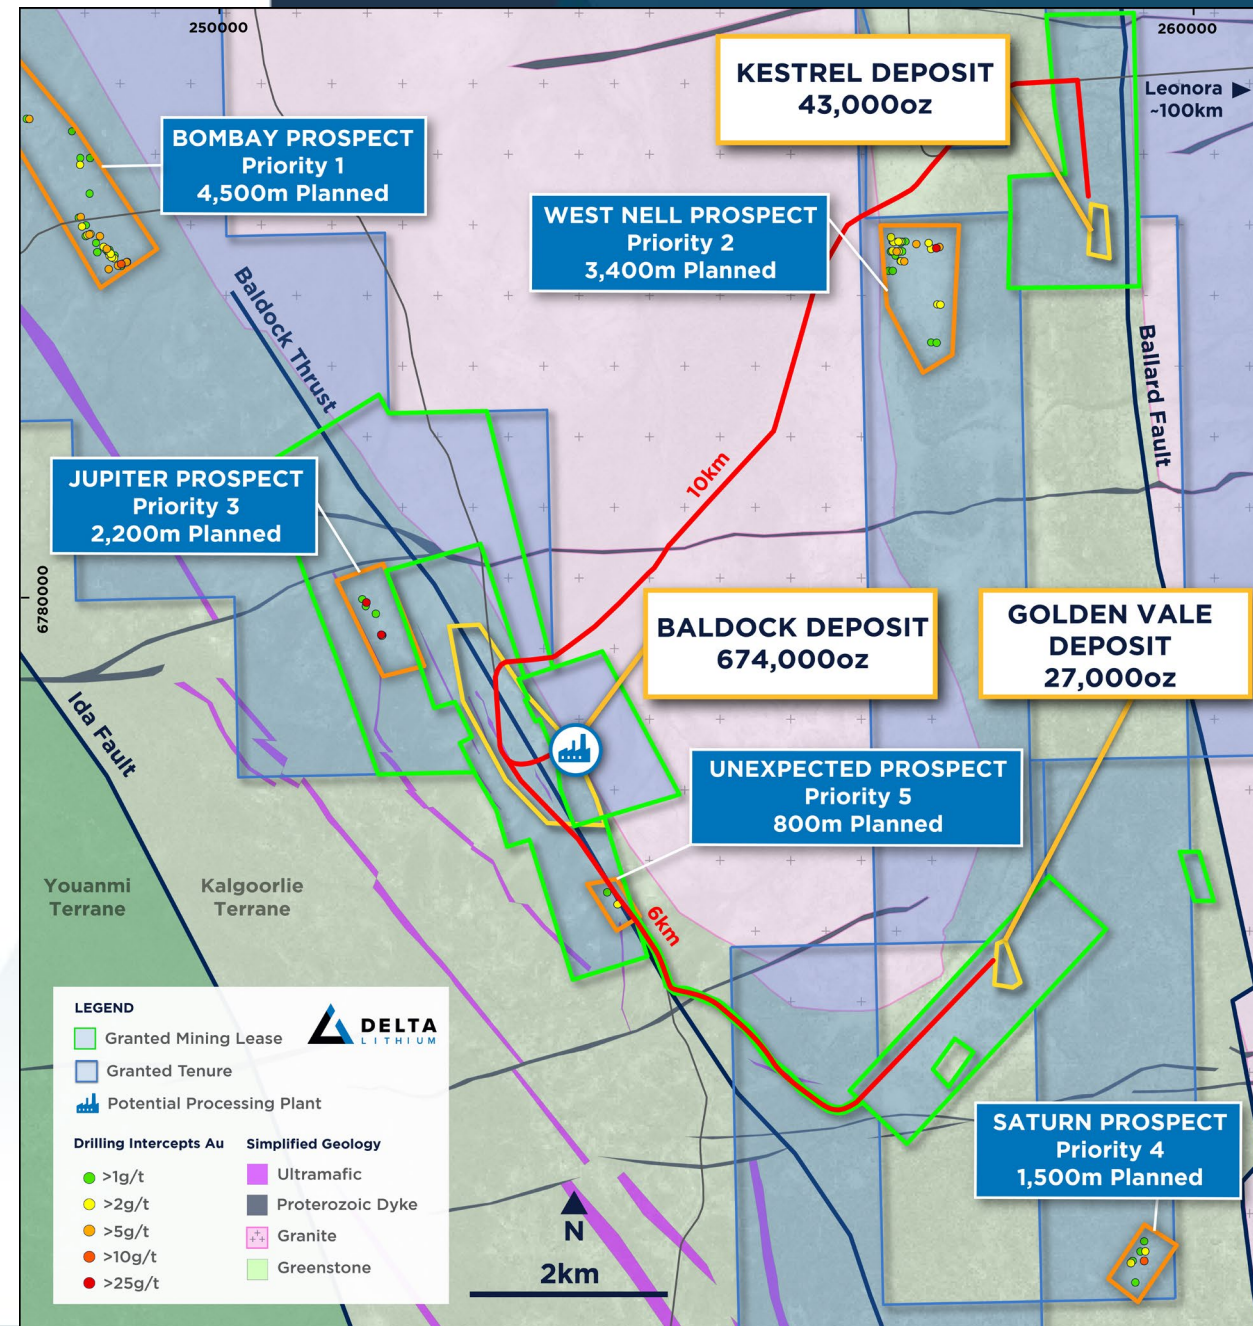 250000
260000
KESTREL DEPOSIT
43,000oz
Leonora
~100km
BOMBAY PROSPECT
Priority 1
4,500m Planned
WEST NELL PROSPECT
Priority 2
3,400m Planned
Baldock Thrust
Ballard Fault
10km
JUPITER PROSPECT
Priority 3
2,200m Planned
6780000
BALDOCK DEPOSIT
674,000oz
GOLDEN VALE
DEPOSIT
27,000oz
Ida Fault
UNEXPECTED PROSPECT
Priority 5
800m Planned
Youanmi
Terrane
Kalgoorlie
Terrane
6km
LEGEND
Granted Mining Lease
Granted Tenure
Potential Processing Plant
DELTA
LITHIUM
Drilling Intercepts Au
>1g/t
>2g/t
>5g/t
>10g/t
>25g/t
Simplified Geology
Ultramafic
Proterozoic Dyke
Granite
Greenstone
N
2km
SATURN PROSPECT
Priority 4
1,500m Planned